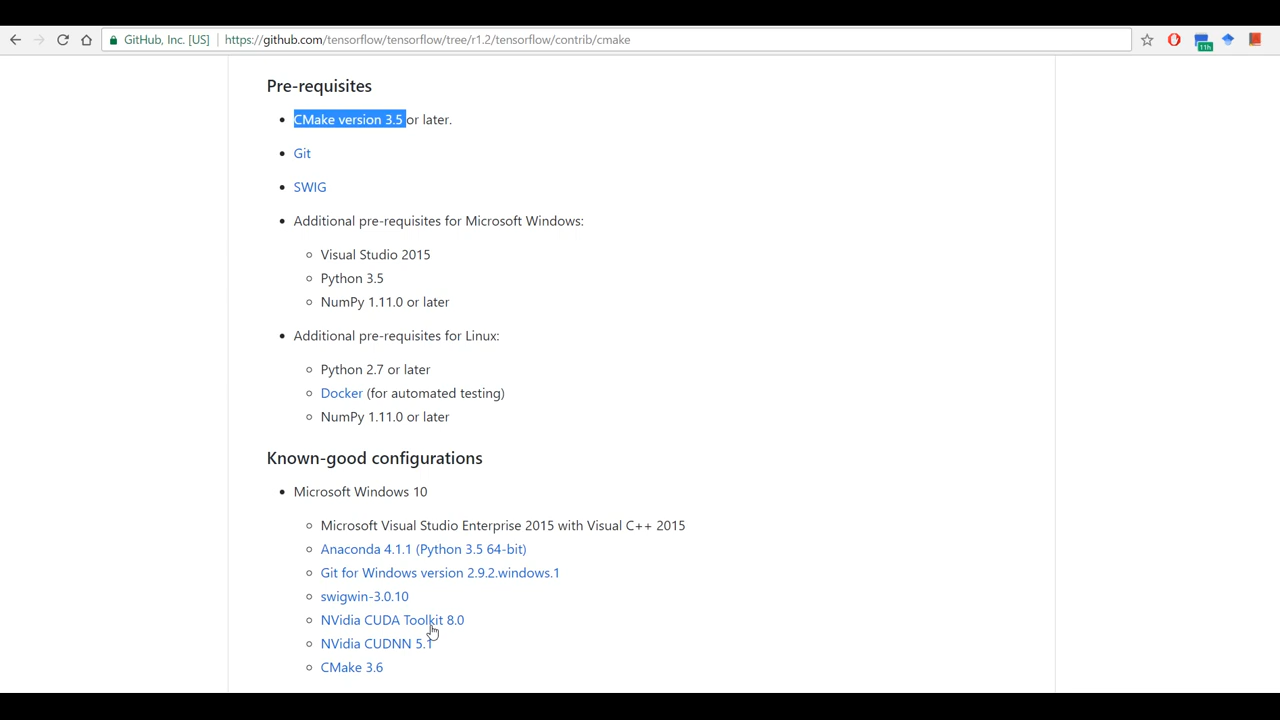 GitHub, Inc. [US] https://github.com/tensorflow/tensorflow/tree/r1.2/tensorflow/contrib/cmake
11h
Pre-requisites
CMake version 3.5 or later.
Git
SWIG
Additional pre-requisites for Microsoft Windows:
Visual Studio 2015
Python 3.5
NumPy 1.11.0 or later
Additional pre-requisites for Linux:
Python 2.7 or later
Docker (for automated testing)
NumPy 1.11.0 or later
Known-good configurations
Microsoft Windows 10
Microsoft Visual Studio Enterprise 2015 with Visual C++ 2015
Anaconda 4.1.1 (Python 3.5 64-bit)
Git for Windows version 2.9.2.windows.1
swigwin-3.0.10
NVidia CUDA Toolkit 8.0
NVidia CUDNN 5.1
CMake 3.6